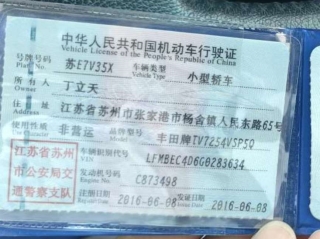 中华人民共和国机动车行驶证
Vehicle License of the People's Republic of China
号牌号码 苏E7V35X 车辆类型 小型轿车
Plate No. Vehicle Type
所有人 丁立天
Owner
住址 江苏省苏州市张家港市杨舍镇人民东路65号
Address
使用性质 非营运 品牌型号 丰田牌TV7254VSP5Q
Use Character Model
江苏省苏州市公安局交通警察支队
车辆识别代号 LFMBEC4D6G0283634
VIN
发动机号码 C873498
Engine No.
注册日期 2016-06-08 发证日期 2016-06-08
Register Date Issue Date